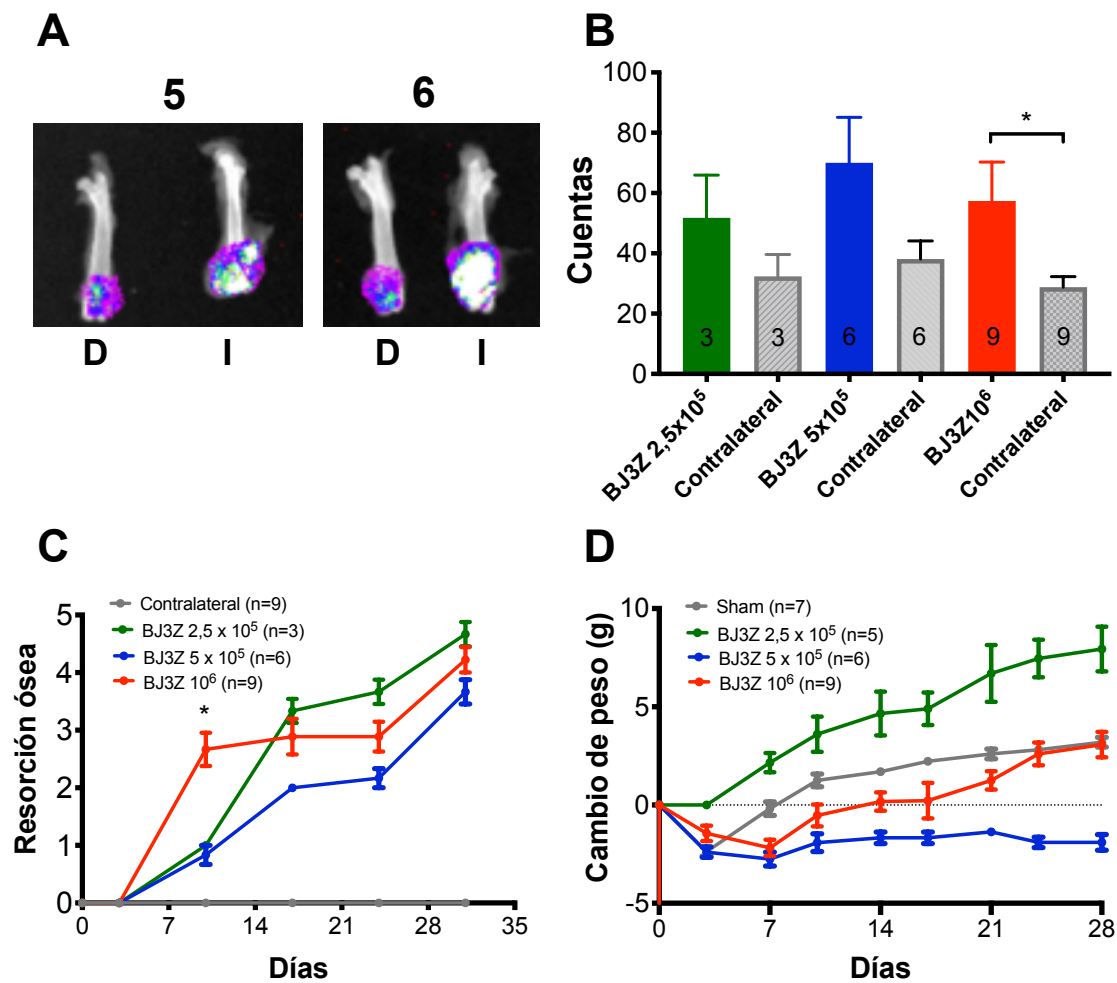 A
5
6
D
I
D
I
B
Cuentas
100
80
60
40
20
0
3
3
6
6
9
9
*
BJ3Z 2,5x10⁵
Contralateral
BJ3Z 5x10⁵
Contralateral
BJ3Z10⁶
Contralateral
C
Resorción ósea
5
4
3
2
1
0
Contralateral (n=9)
BJ3Z 2,5 x 10⁵ (n=3)
BJ3Z 5 x 10⁵ (n=6)
BJ3Z 10⁶ (n=9)
*
0
7
14
21
28
35
Días
D
Cambio de peso (g)
10
5
0
-5
Sham (n=7)
BJ3Z 2,5 x 10⁵ (n=5)
BJ3Z 5 x 10⁵ (n=6)
BJ3Z 10⁶ (n=9)
0
7
14
21
28
Días